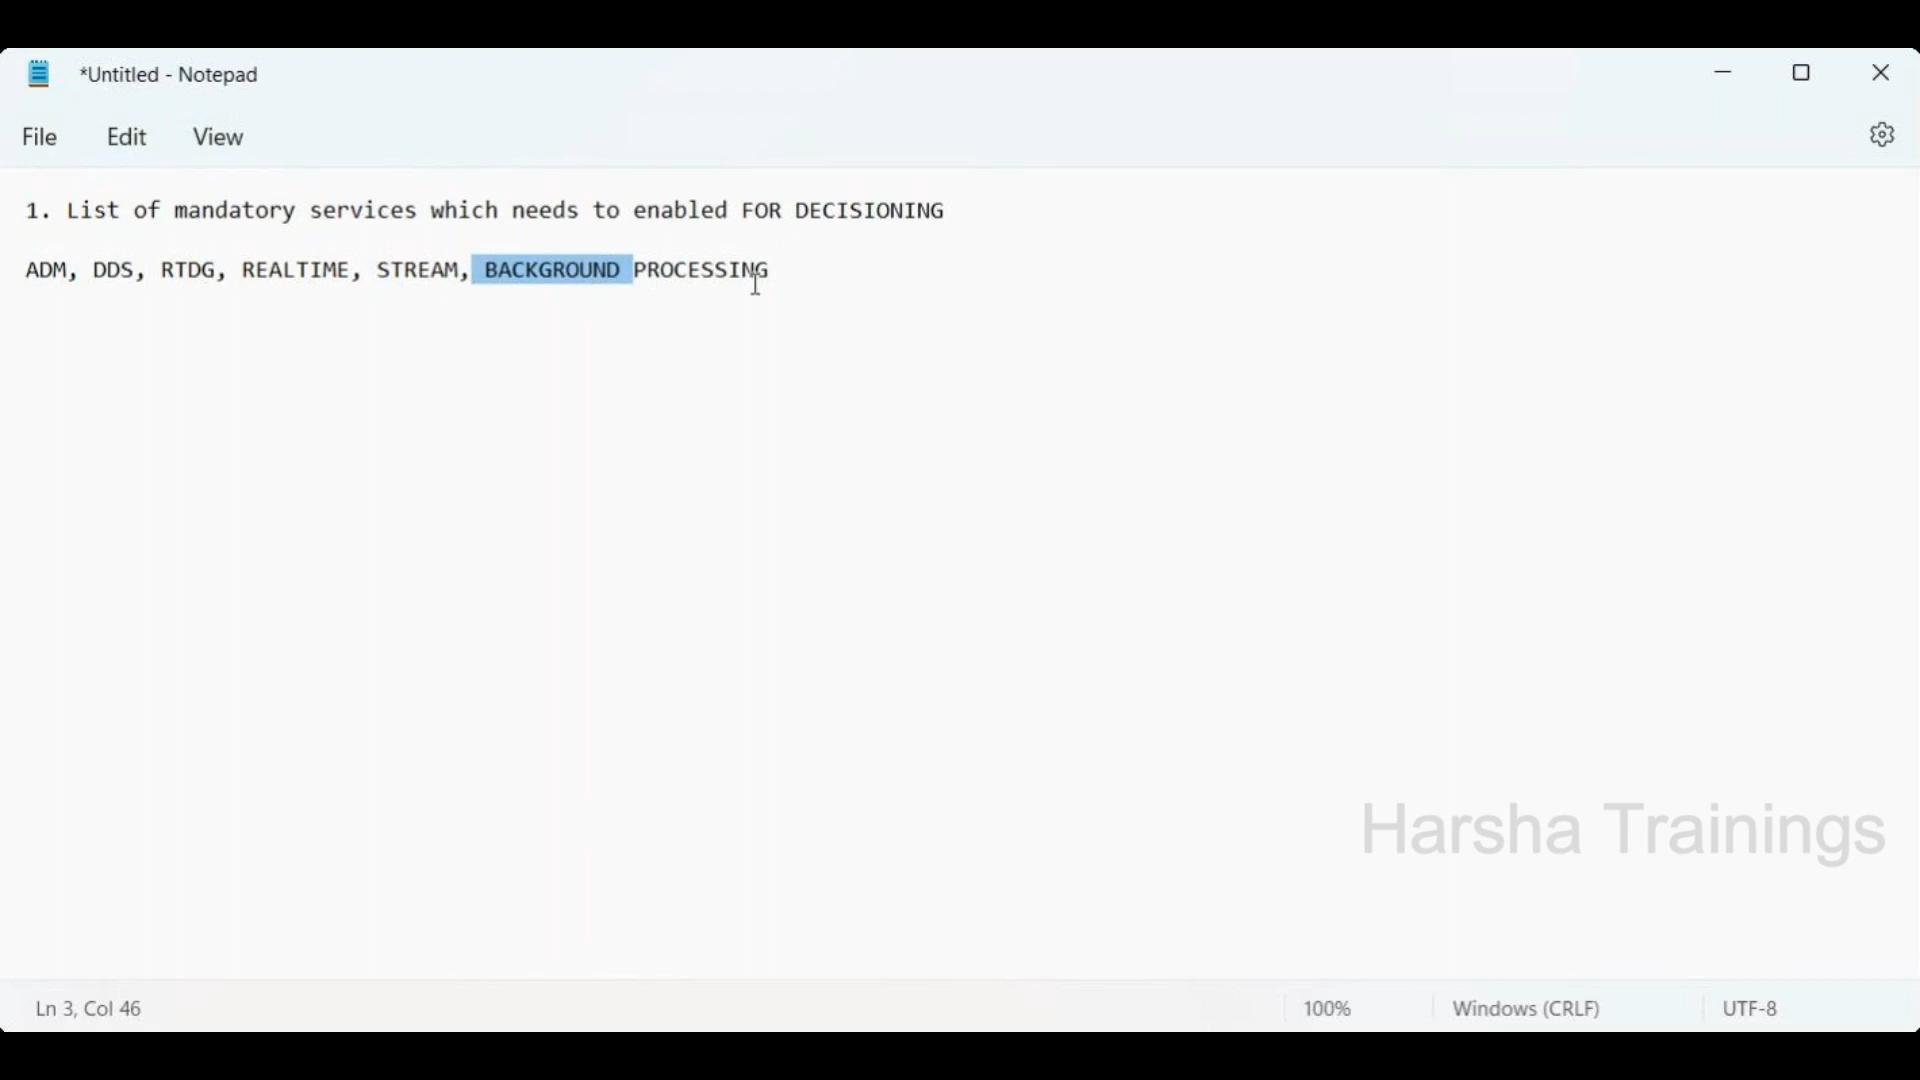 *Untitled - Notepad
File Edit View
1. List of mandatory services which needs to enabled FOR DECISIONING
ADM, DDS, RTDG, REALTIME, STREAM, BACKGROUND PROCESSING
Harsha Trainings
Ln 3, Col 46 100% Windows (CRLF) UTF-8